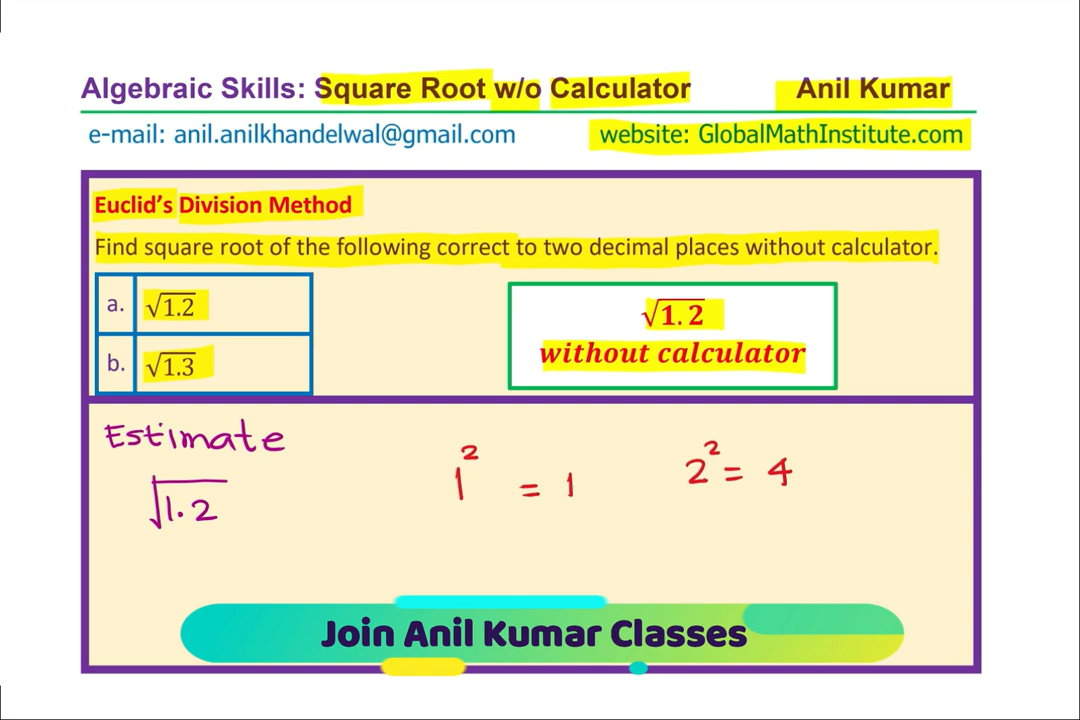 Algebraic Skills: Square Root w/o Calculator Anil Kumar
e-mail: anil.anilkhandelwal@gmail.com website: GlobalMathInstitute.com
Euclid's Division Method
Find square root of the following correct to two decimal places without calculator.
a. √1.2
b. √1.3
√1.2
without calculator
Estimate
√1.2 1² = 1 2² = 4
Join Anil Kumar Classes